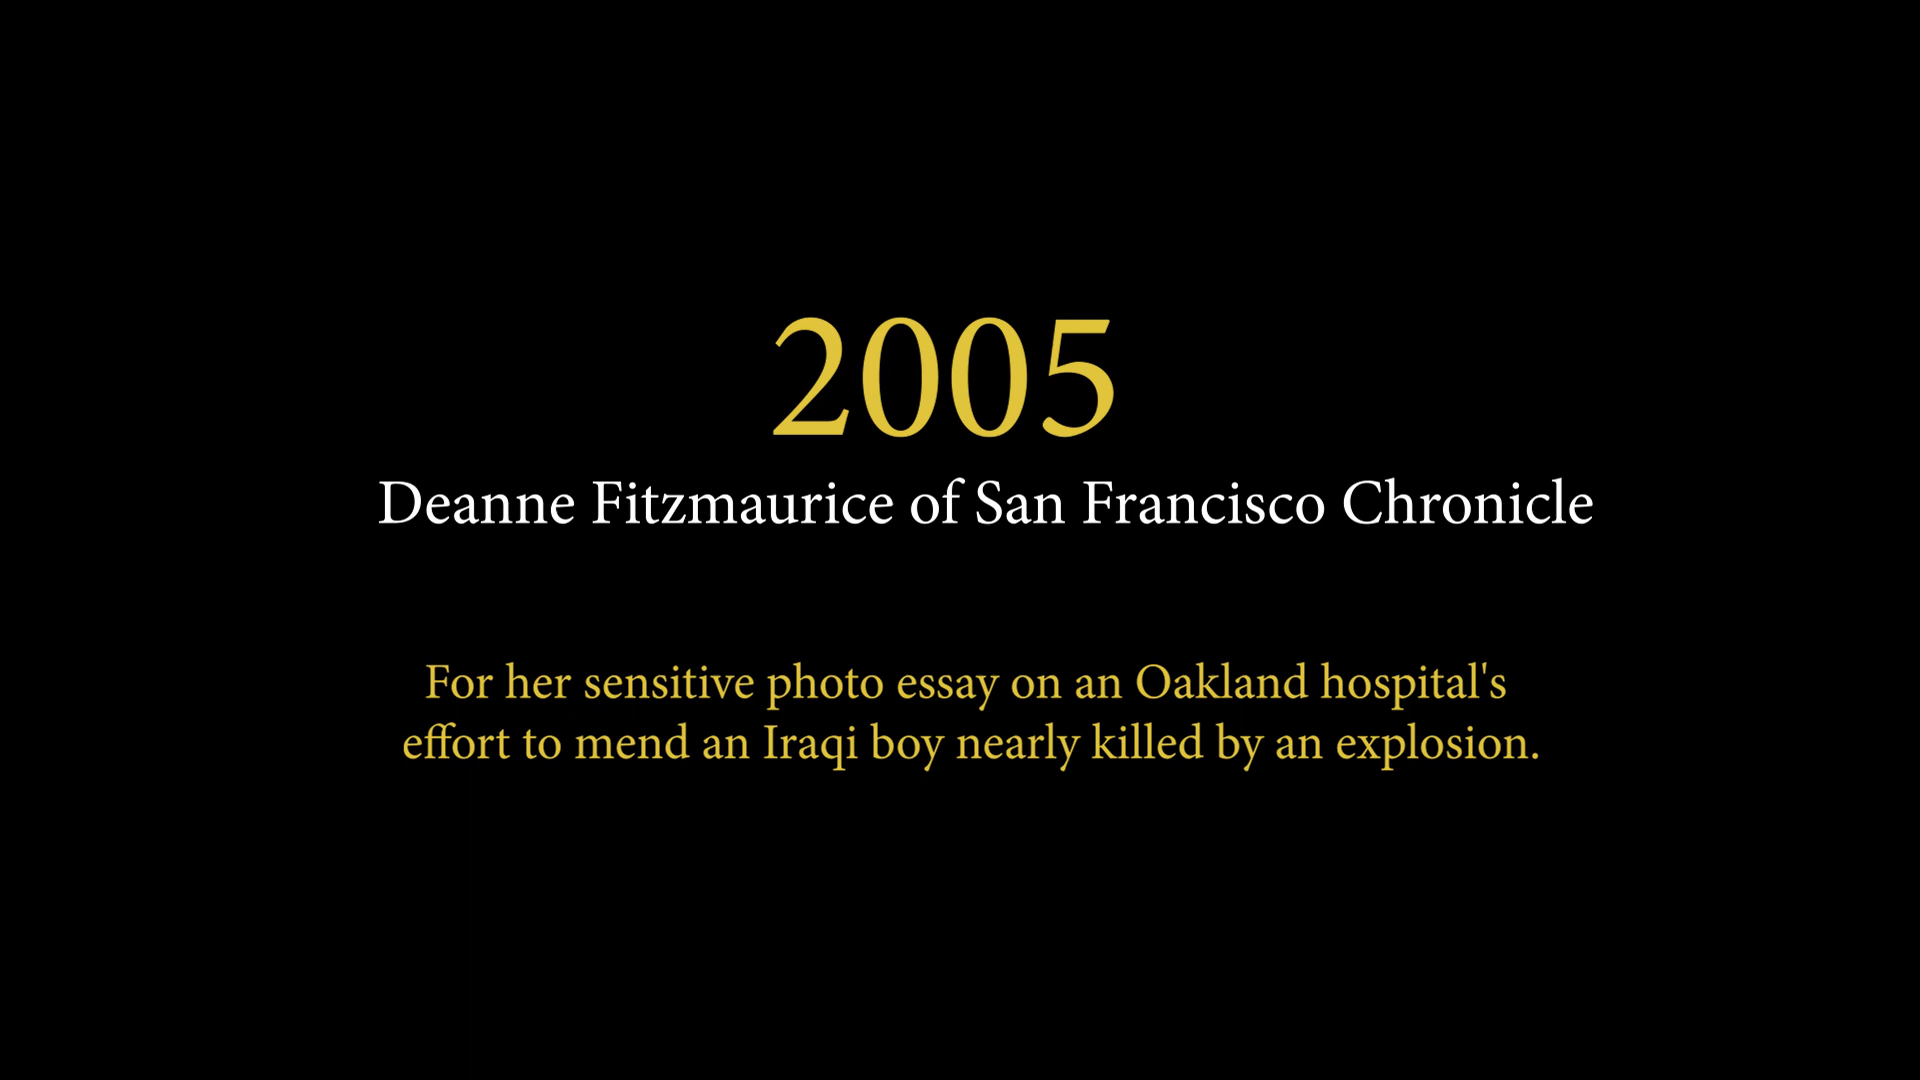 2005
Deanne Fitzmaurice of San Francisco Chronicle
For her sensitive photo essay on an Oakland hospital's
effort to mend an Iraqi boy nearly killed by an explosion.